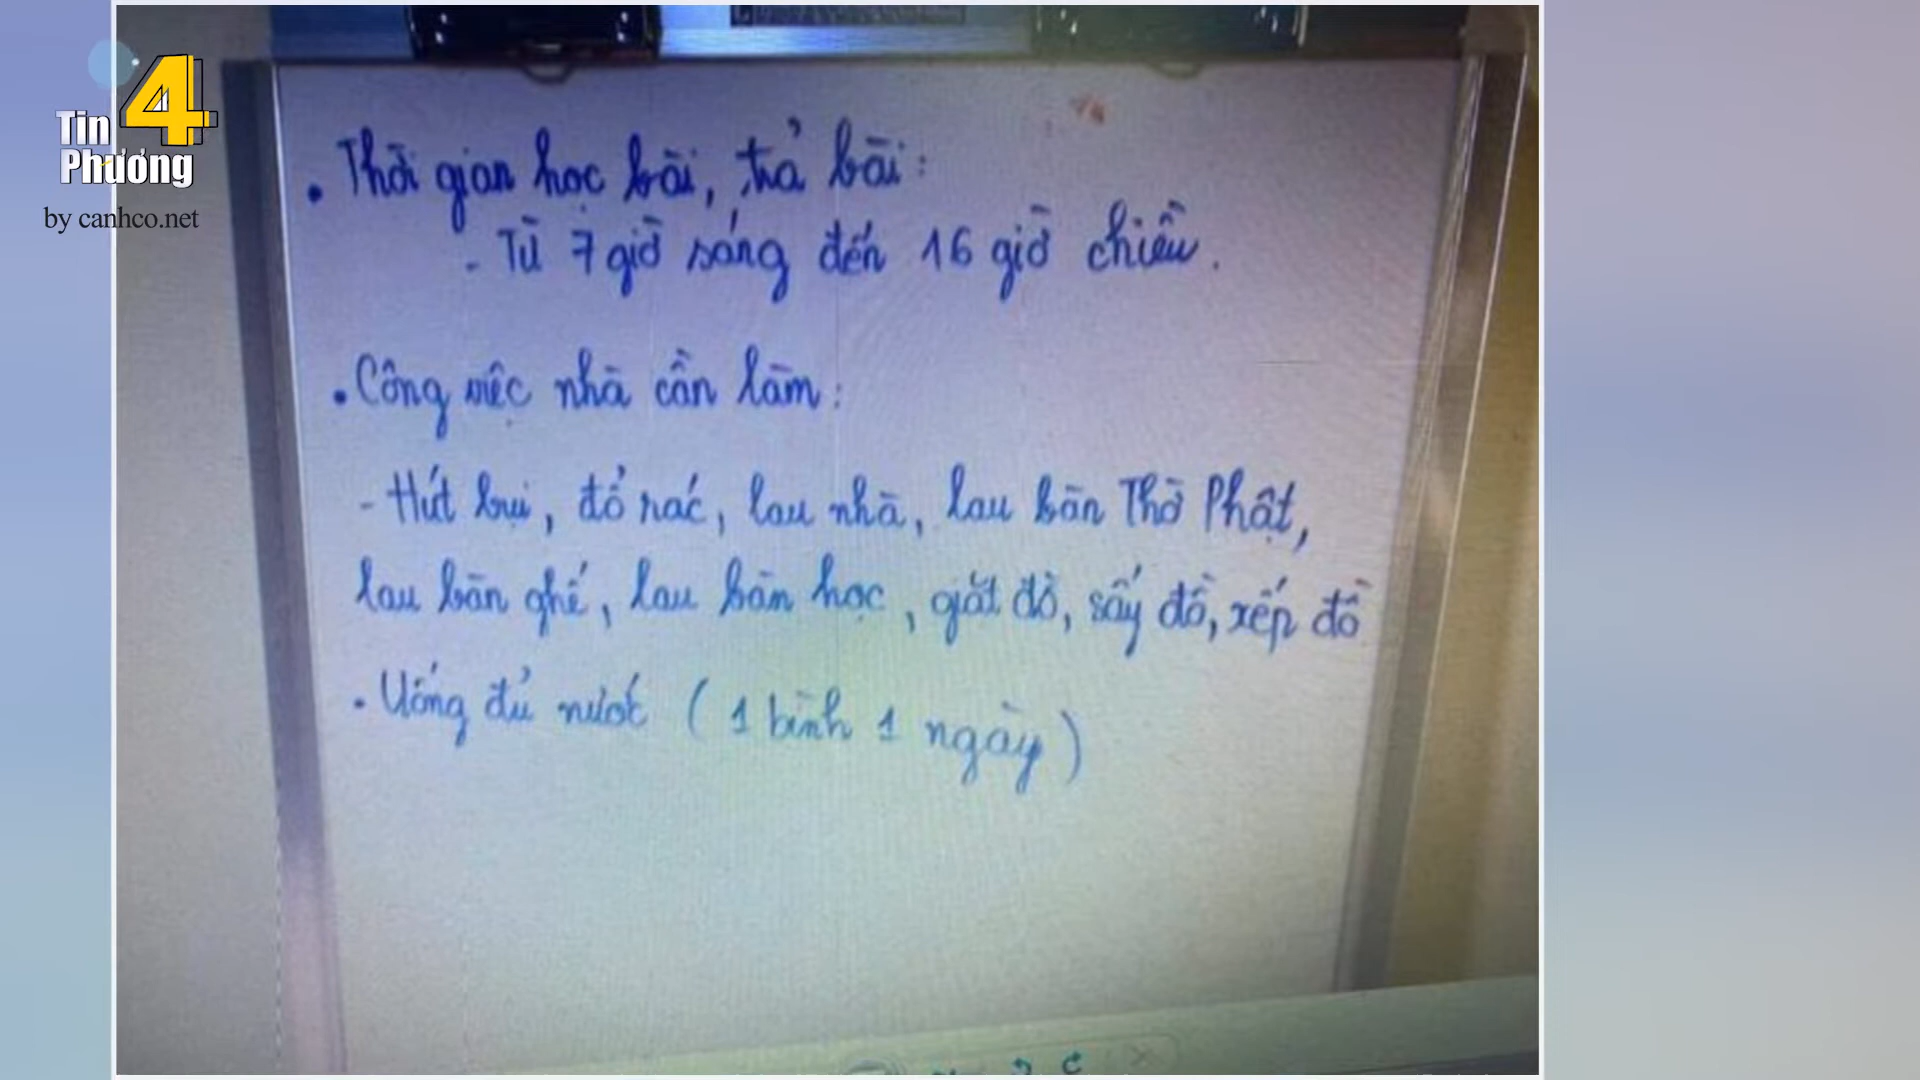 Tin 4
Phương
by canhco.net
• Thời gian học bài, trả bài:
- Từ 7 giờ sáng đến 16 giờ chiều.
• Công việc nhà cần làm:
- Hút bụi, đổ rác, lau nhà, lau bàn Thờ Phật,
lau bàn ghế, lau bàn học, giặt đồ, sấy đồ, xếp đồ
• Uống đủ nước (1 bình 1 ngày)